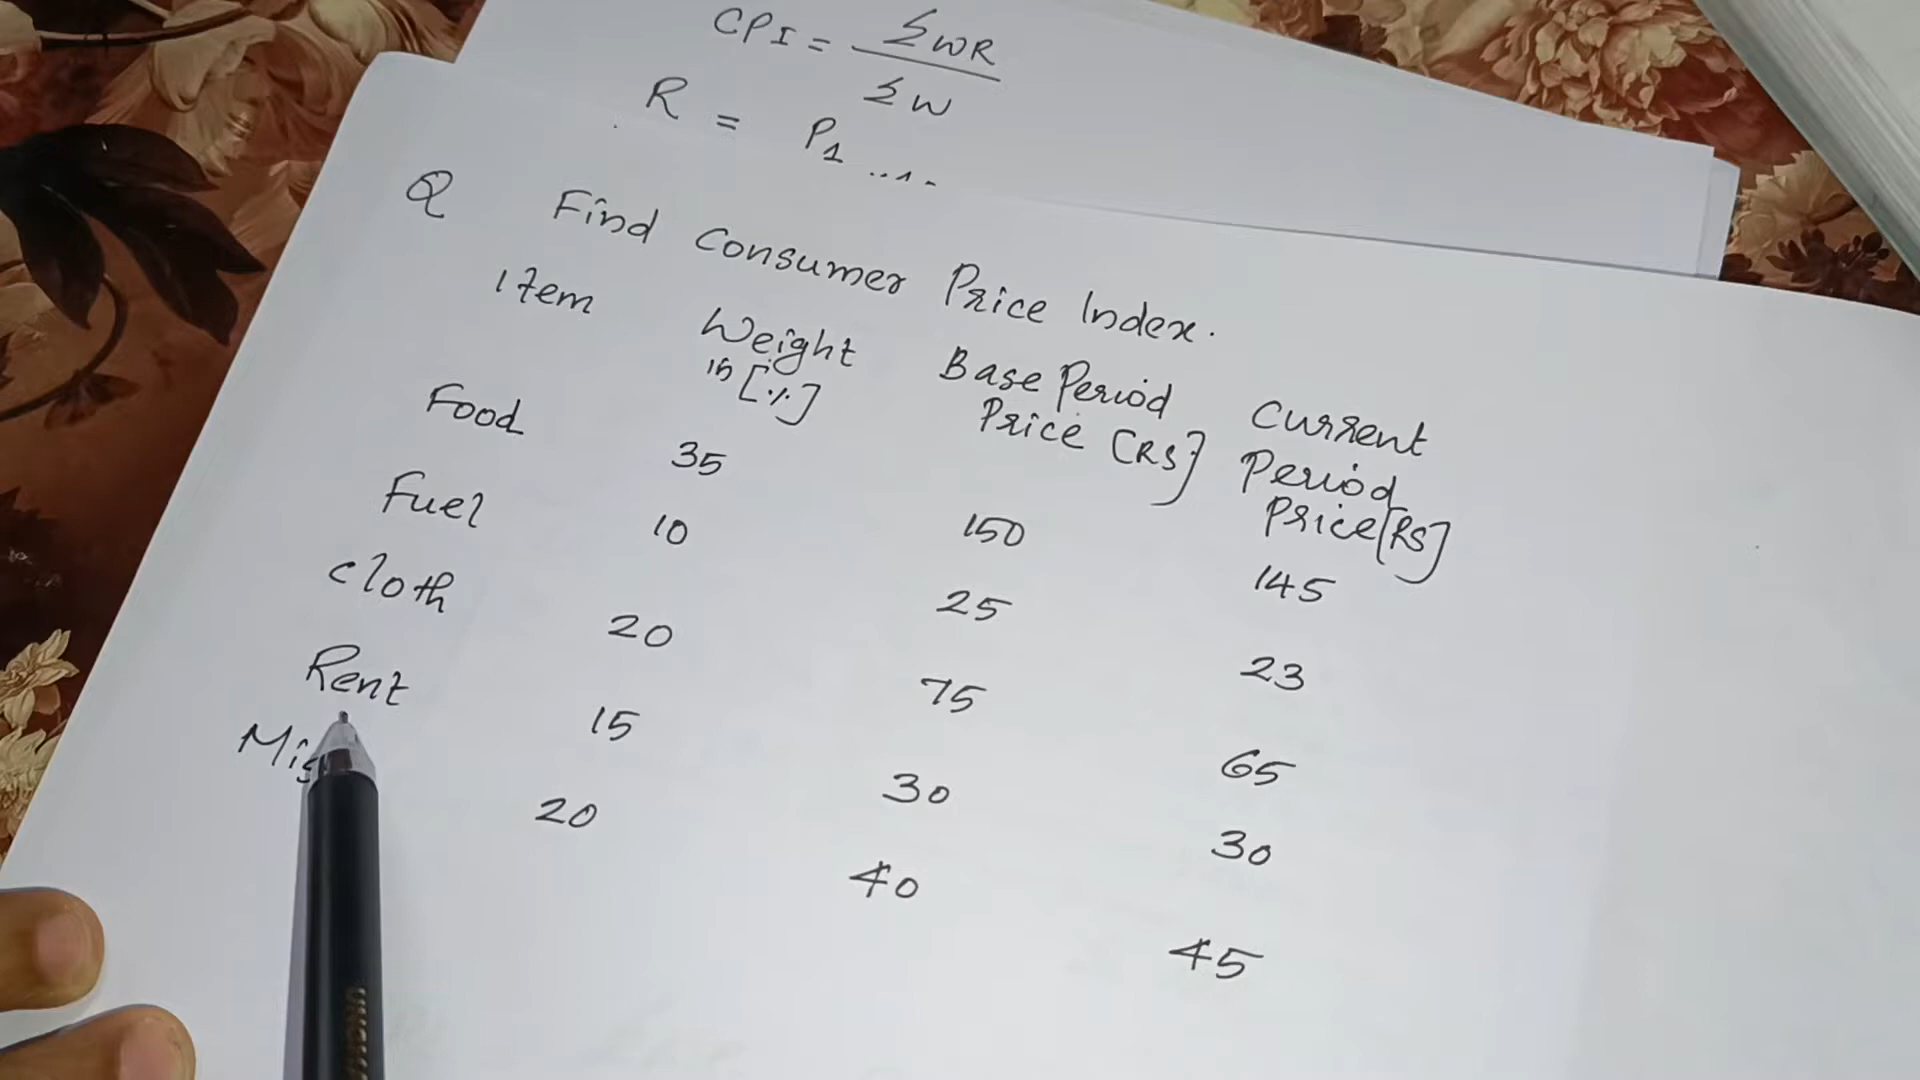 CPI = ΣWR / ΣW
R = P1 ....
Q Find Consumer Price Index.
Item Weight in [%] Base Period Price [RS] Current Period Price [RS]
Food 35 150 145
Fuel 10 25 23
Cloth 20 75 65
Rent 15 30 30
Mis 20 40 45